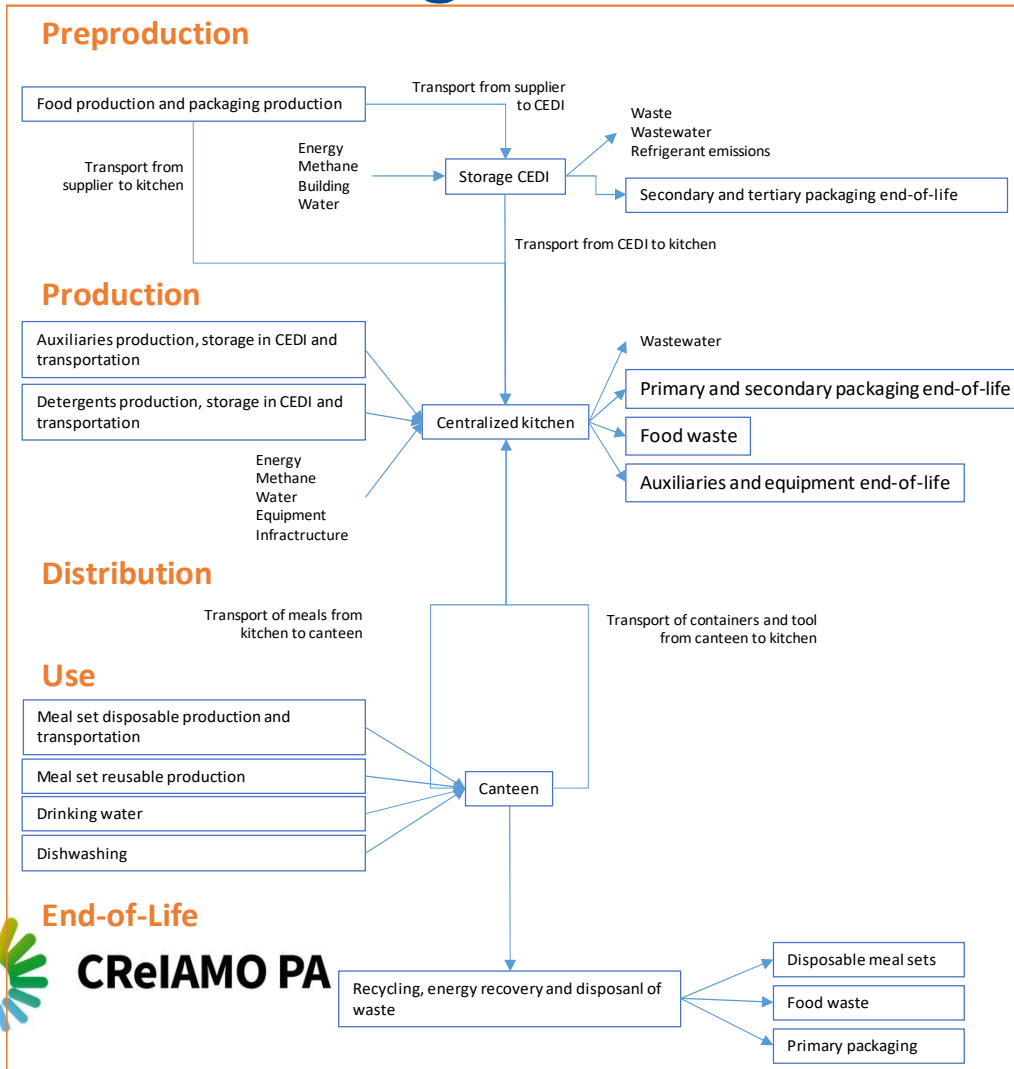 Preproduction
Transport from supplier
to CEDI
Food production and packaging production
Waste
Wastewater
Refrigerant emissions
Energy
Methane
Building
Water
Transport from
supplier to kitchen
Storage CEDI
Secondary and tertiary packaging end-of-life
Transport from CEDI to kitchen
Production
Auxiliaries production, storage in CEDI and
transportation
Wastewater
Primary and secondary packaging end-of-life
Detergents production, storage in CEDI and
transportation
Centralized kitchen
Food waste
Energy
Methane
Water
Equipment
Infractructure
Auxiliaries and equipment end-of-life
Distribution
Transport of meals from
kitchen to canteen
Transport of containers and tool
from canteen to kitchen
Use
Meal set disposable production and
transportation
Meal set reusable production
Canteen
Drinking water
Dishwashing
End-of-Life
CReIAMO PA
Recycling, energy recovery and disposanl of
waste
Disposable meal sets
Food waste
Primary packaging